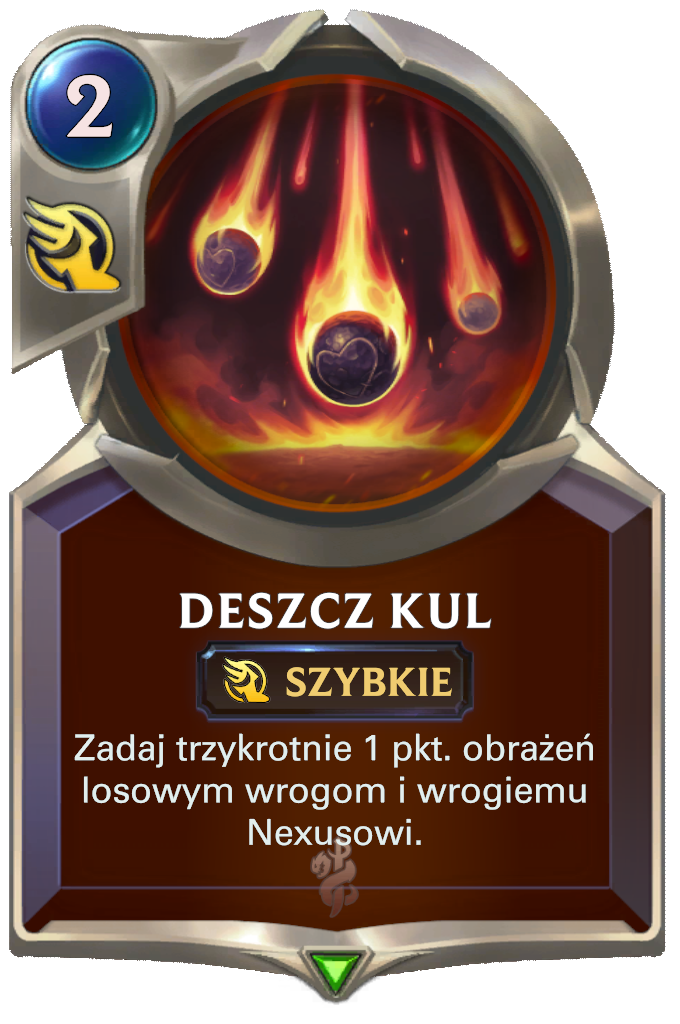 2
DESZCZ KUL
SZYBKIE
Zadaj trzykrotnie 1 pkt. obrażeń
losowym wrogom i wrogiemu
Nexusowi.